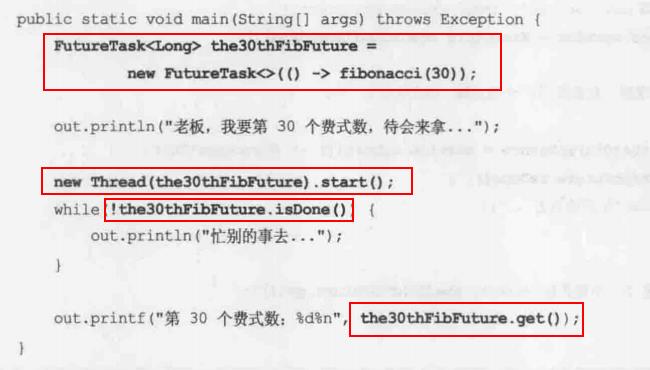 public static void main(String[] args) throws Exception {
FutureTask<Long> the30thFibFuture =
new FutureTask<>(() -> fibonacci(30));
out.println("老板，我要第 30 个费式数，待会来拿...");
new Thread(the30thFibFuture).start();
while(!the30thFibFuture.isDone()) {
out.println("忙别的事去...");
}
out.printf("第 30 个费式数：%d%n", the30thFibFuture.get());
}